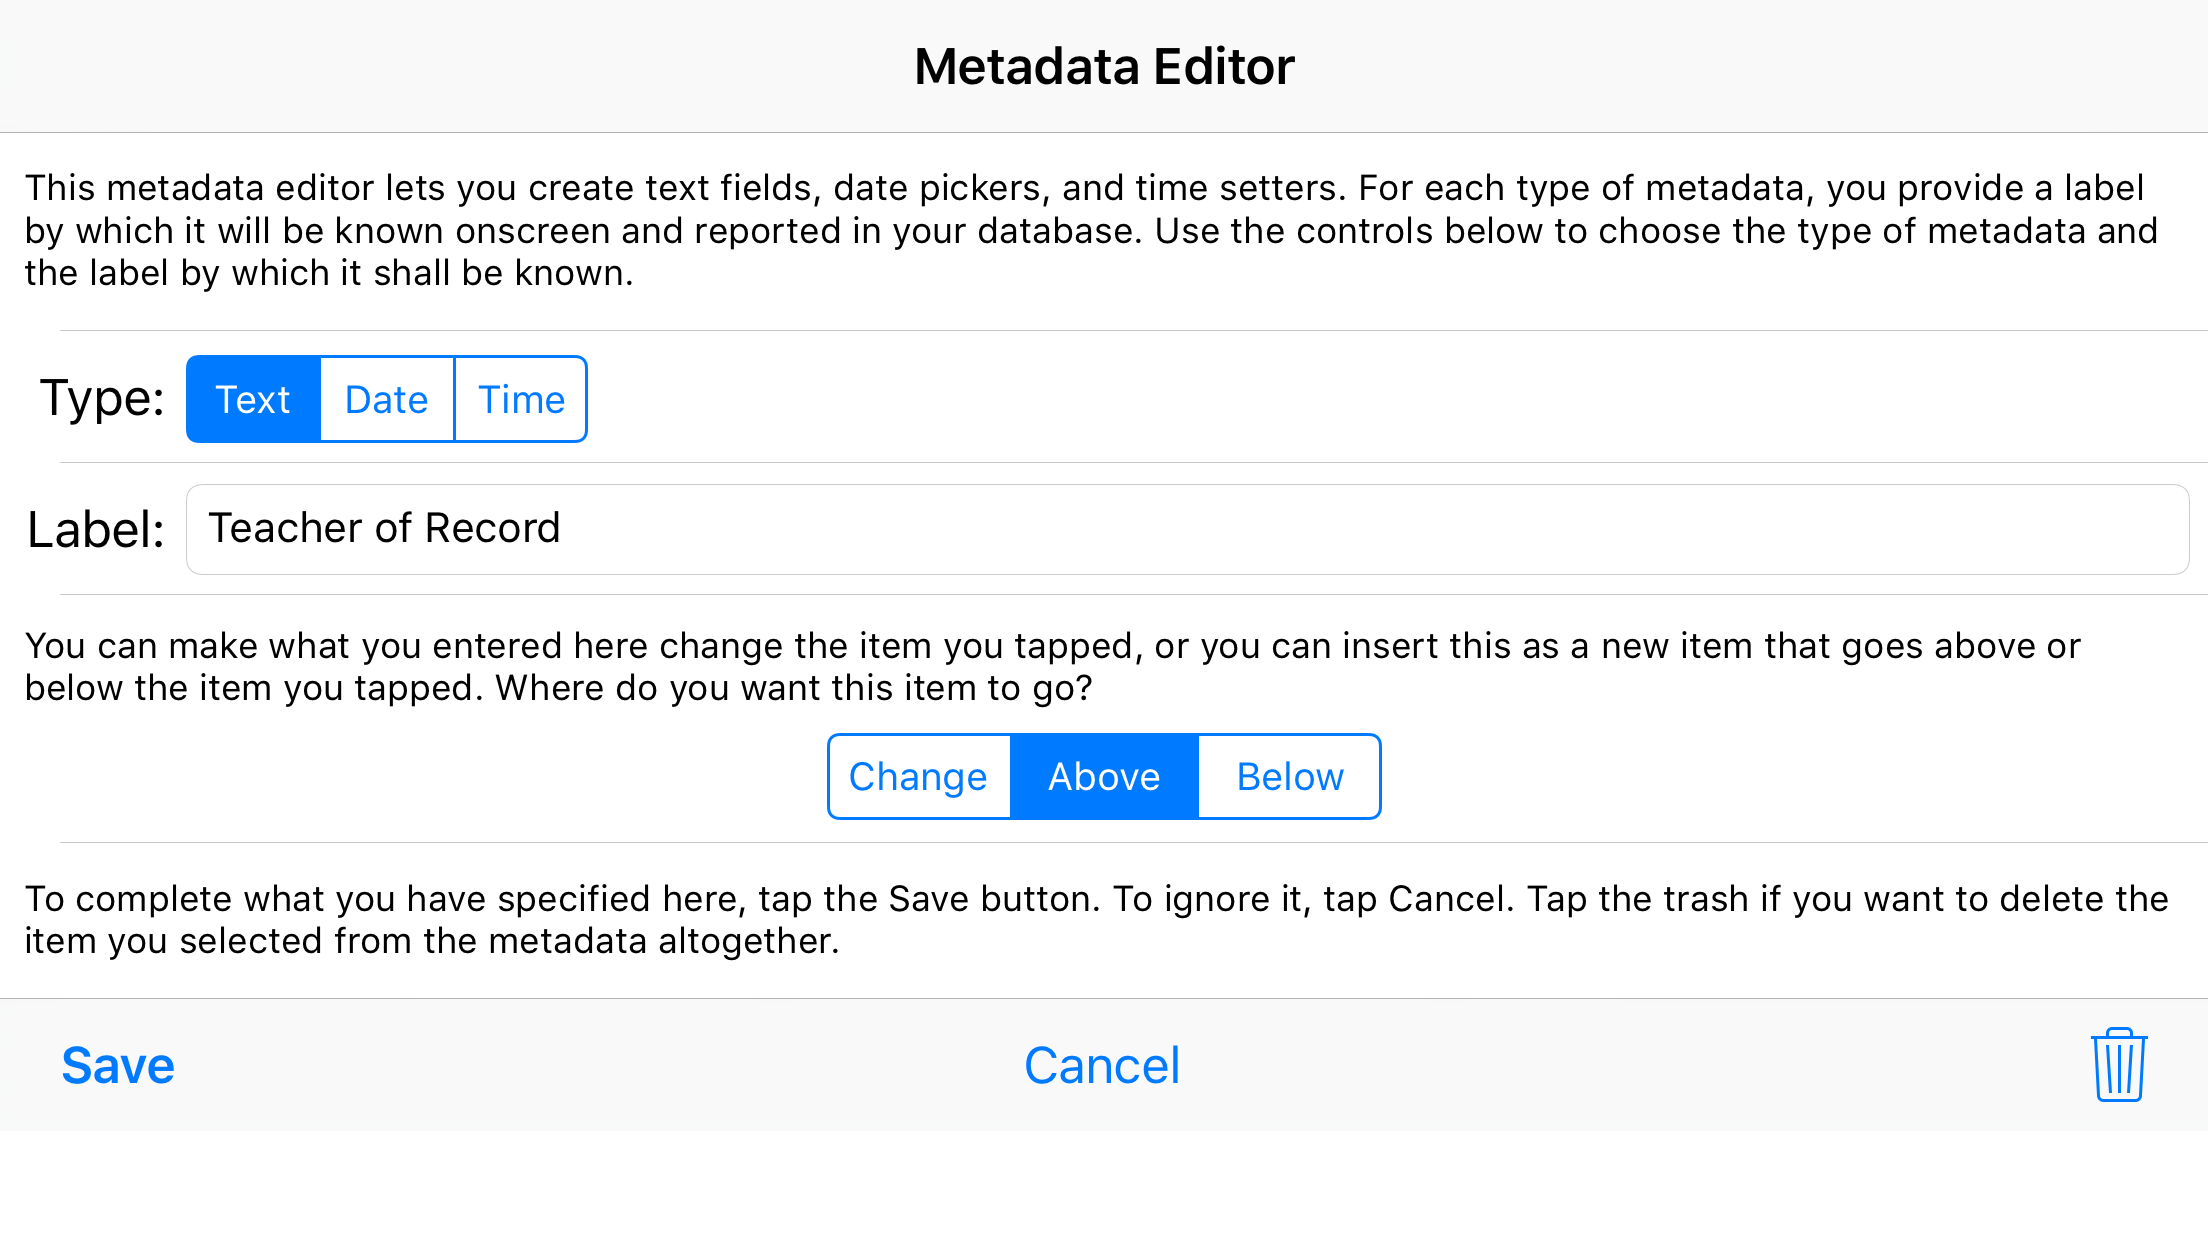 Metadata Editor
This metadata editor lets you create text fields, date pickers, and time setters. For each type of metadata, you provide a label
by which it will be known onscreen and reported in your database. Use the controls below to choose the type of metadata and
the label by which it shall be known.
Type: Text Date Time
Label: Teacher of Record
You can make what you entered here change the item you tapped, or you can insert this as a new item that goes above or
below the item you tapped. Where do you want this item to go?
Change Above Below
To complete what you have specified here, tap the Save button. To ignore it, tap Cancel. Tap the trash if you want to delete the
item you selected from the metadata altogether.
Save Cancel